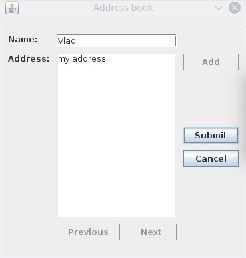 Address book
Name: Vlad
Address: my address
Add
Submit
Cancel
Previous Next